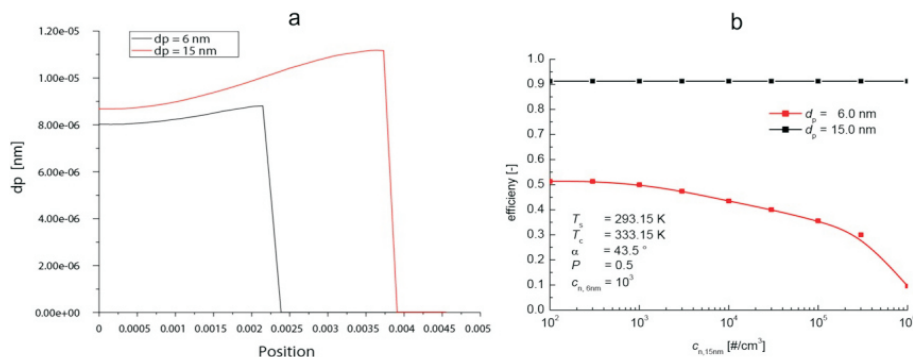 a
dp [nm]
1.20e-05
1.00e-05
8.00e-06
6.00e-06
4.00e-06
2.00e-06
0.00e+00
dp = 6 nm
dp = 15 nm
0 0.0005 0.001 0.0015 0.002 0.0025 0.003 0.0035 0.004 0.0045 0.005
Position
b
efficieny [-]
1.0
0.9
0.8
0.7
0.6
0.5
0.4
0.3
0.2
0.1
0.0
dp = 6.0 nm
dp = 15.0 nm
Ts = 293.15 K
Tc = 333.15 K
α = 43.5 °
P = 0.5
cn, 6nm = 10³
10² 10³ 10⁴ 10⁵
cn,15nm [#/cm³]